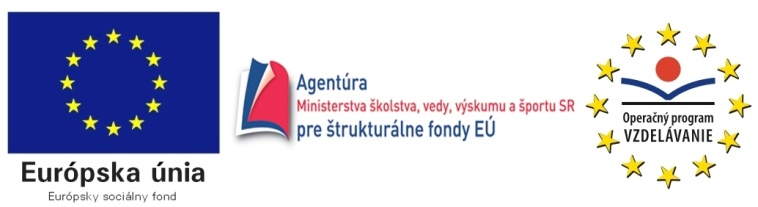 Európska únia
Európsky sociálny fond
Agentúra
Ministerstva školstva, vedy, výskumu a športu SR
pre štrukturálne fondy EÚ
Operačný program
VZDELÁVANIE